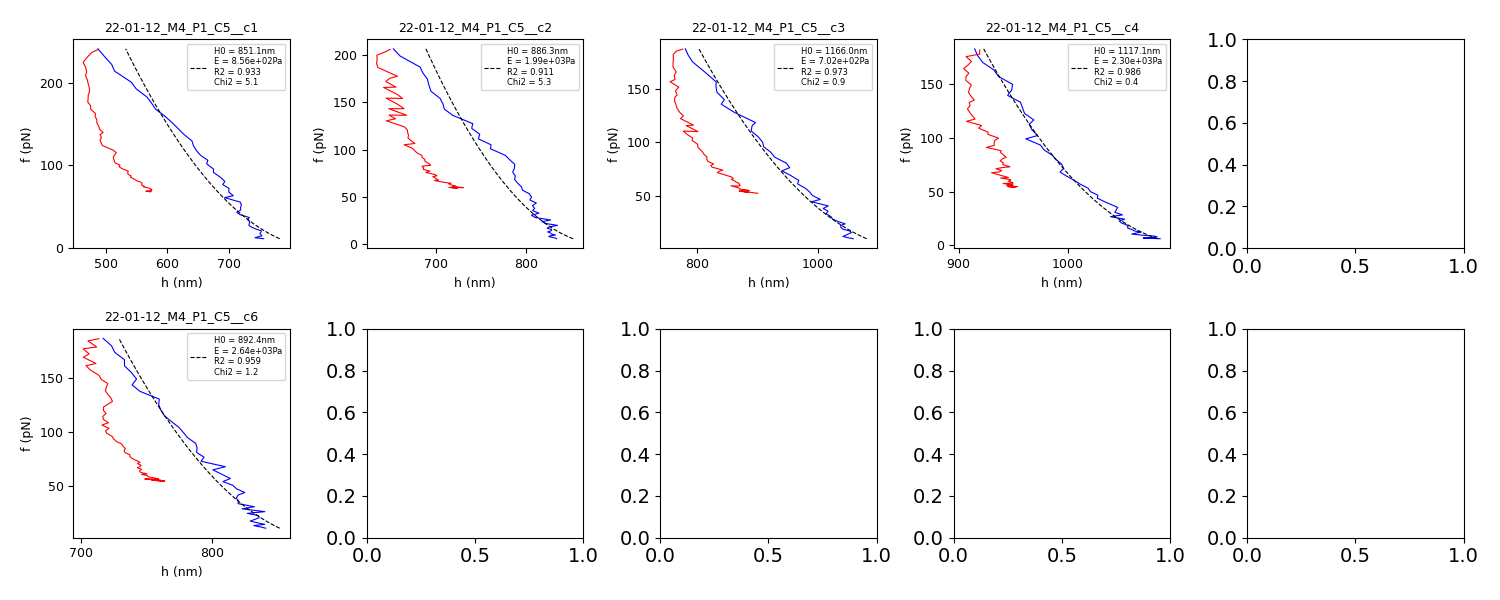 22-01-12_M4_P1_C5__c1
H0 = 851.1nm
E = 8.56e+02Pa
R2 = 0.933
Chi2 = 5.1
f (pN)
200
100
0
500 600 700
h (nm)
22-01-12_M4_P1_C5__c2
H0 = 886.3nm
E = 1.99e+03Pa
R2 = 0.911
Chi2 = 5.3
f (pN)
200
150
100
50
0
700 800
h (nm)
22-01-12_M4_P1_C5__c3
H0 = 1166.0nm
E = 7.02e+02Pa
R2 = 0.973
Chi2 = 0.9
f (pN)
150
100
50
800 1000
h (nm)
22-01-12_M4_P1_C5__c4
H0 = 1117.1nm
E = 2.30e+03Pa
R2 = 0.986
Chi2 = 0.4
f (pN)
150
100
50
0
900 1000
h (nm)
1.0
0.8
0.6
0.4
0.2
0.0
0.0 0.5 1.0
22-01-12_M4_P1_C5__c6
H0 = 892.4nm
E = 2.64e+03Pa
R2 = 0.959
Chi2 = 1.2
f (pN)
150
100
50
700 800
h (nm)
1.0
0.8
0.6
0.4
0.2
0.0
0.0 0.5 1.0
1.0
0.8
0.6
0.4
0.2
0.0
0.0 0.5 1.0
1.0
0.8
0.6
0.4
0.2
0.0
0.0 0.5 1.0
1.0
0.8
0.6
0.4
0.2
0.0
0.0 0.5 1.0